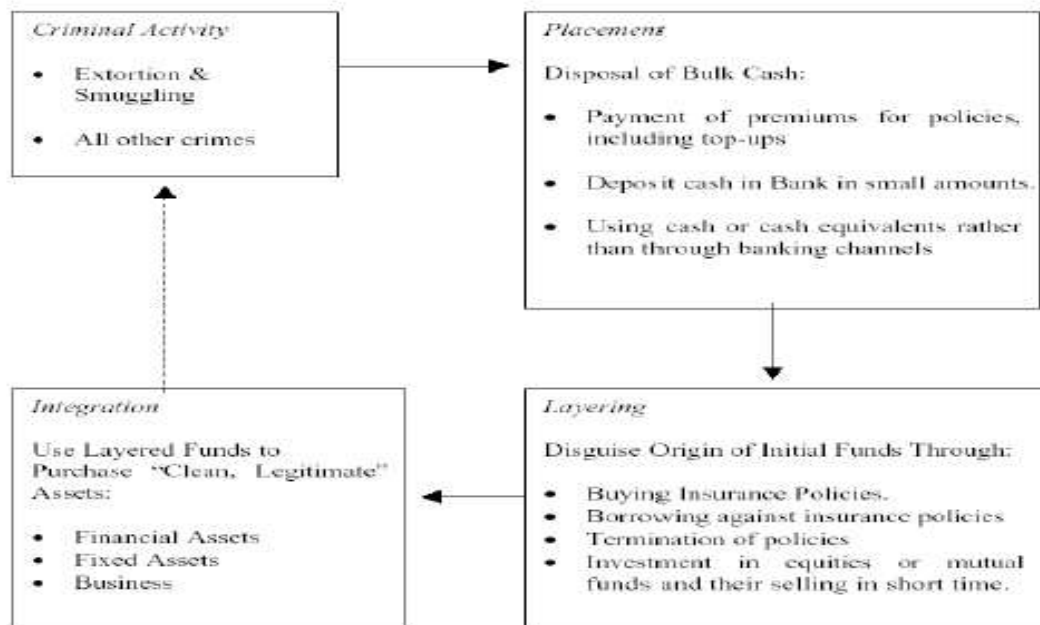 Criminal Activity
• Extortion &
Smuggling
• All other crimes
Placement
Disposal of Bulk Cash:
• Payment of premiums for policies,
including top-ups
• Deposit cash in Bank in small amounts.
• Using cash or cash equivalents rather
than through banking channels
Layering
Disguise Origin of Initial Funds Through:
• Buying Insurance Policies.
• Borrowing against insurance policies
• Termination of policies
• Investment in equities or mutual
funds and their selling in short time.
Integration
Use Layered Funds to
Purchase “Clean, Legitimate”
Assets:
• Financial Assets
• Fixed Assets
• Business